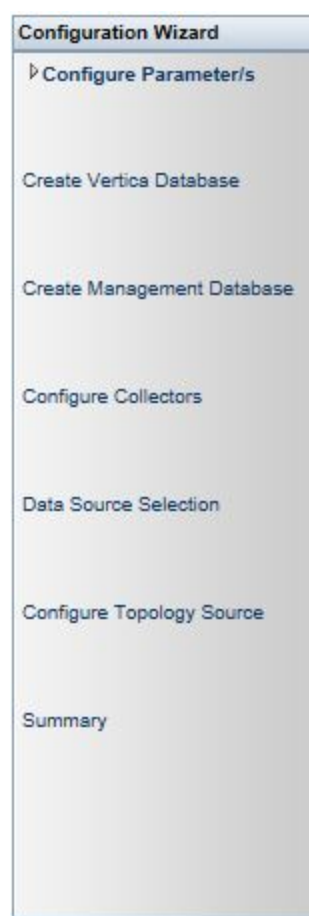 Configuration Wizard
Configure Parameter/s
Create Vertica Database
Create Management Database
Configure Collectors
Data Source Selection
Configure Topology Source
Summary